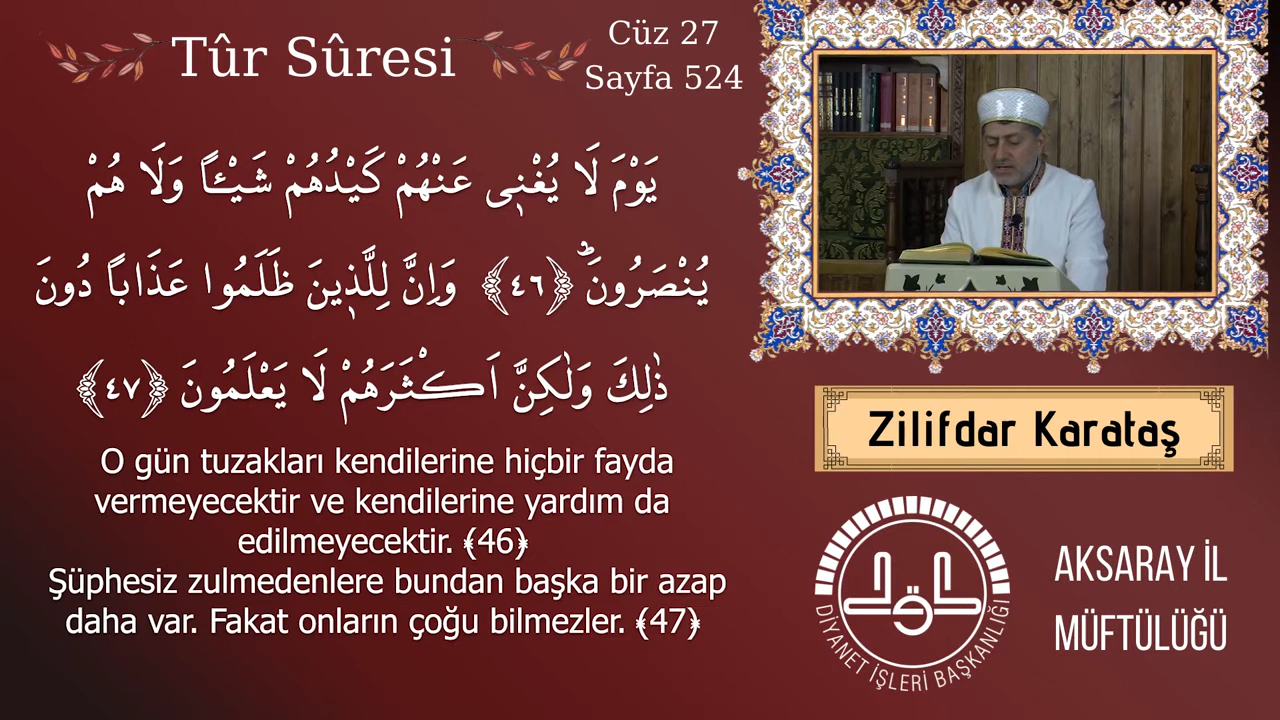 Tûr Sûresi
Cüz 27
Sayfa 524
يَوْمَ لَا يُغْن۪ي عَنْهُمْ كَيْدُهُمْ شَيْـًٔا وَلَا هُمْ
يُنْصَرُونَۜ ﴿٤٦﴾ وَاِنَّ لِلَّذ۪ينَ ظَلَمُوا عَذَاباً دُونَ
ذٰلِكَ وَلٰكِنَّ اَكْثَرَهُمْ لَا يَعْلَمُونَ ﴿٤٧﴾
O gün tuzakları kendilerine hiçbir fayda
vermeyecektir ve kendilerine yardım da
edilmeyecektir. ﴾46﴿
Şüphesiz zulmedenlere bundan başka bir azap
daha var. Fakat onların çoğu bilmezler. ﴾47﴿
Zilifdar Karataş
DİYANET İŞLERİ BAŞKANLIĞI
AKSARAY İL
MÜFTÜLÜĞÜ